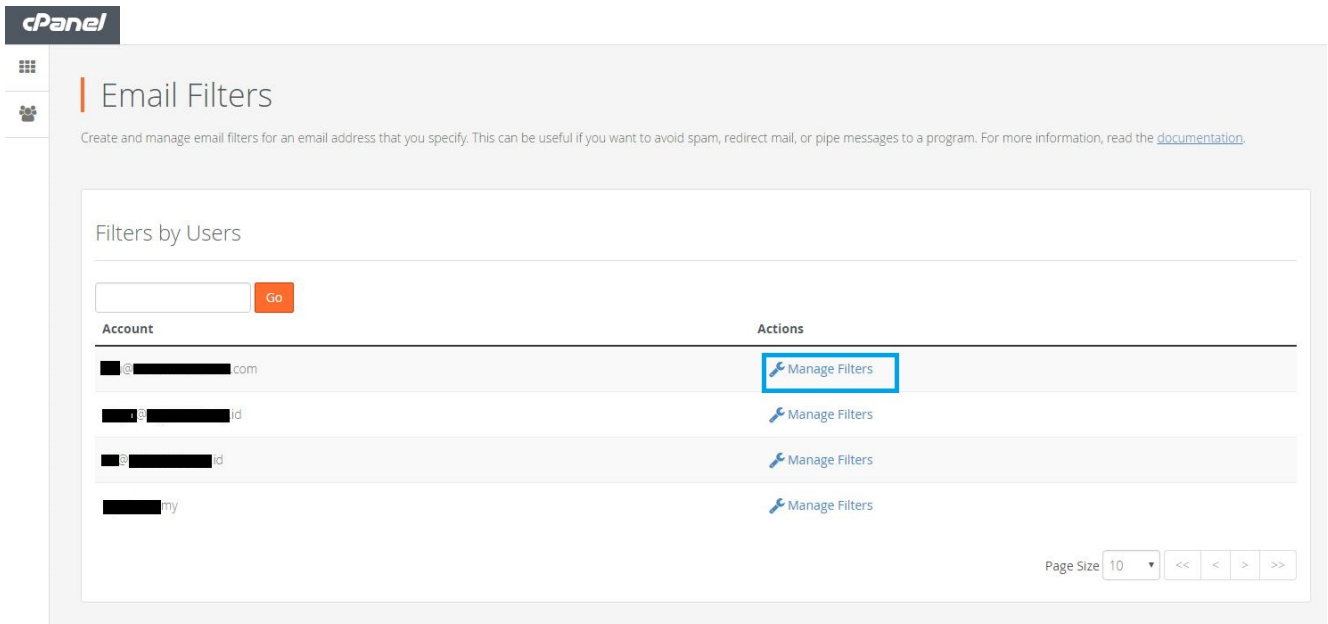 cPanel
Email Filters
Create and manage email filters for an email address that you specify. This can be useful if you want to avoid spam, redirect mail, or pipe messages to a program. For more information, read the documentation.
Filters by Users
Go
Account Actions
@ .com Manage Filters
@ .id Manage Filters
@ id Manage Filters
my Manage Filters
Page Size 10 << < > >>